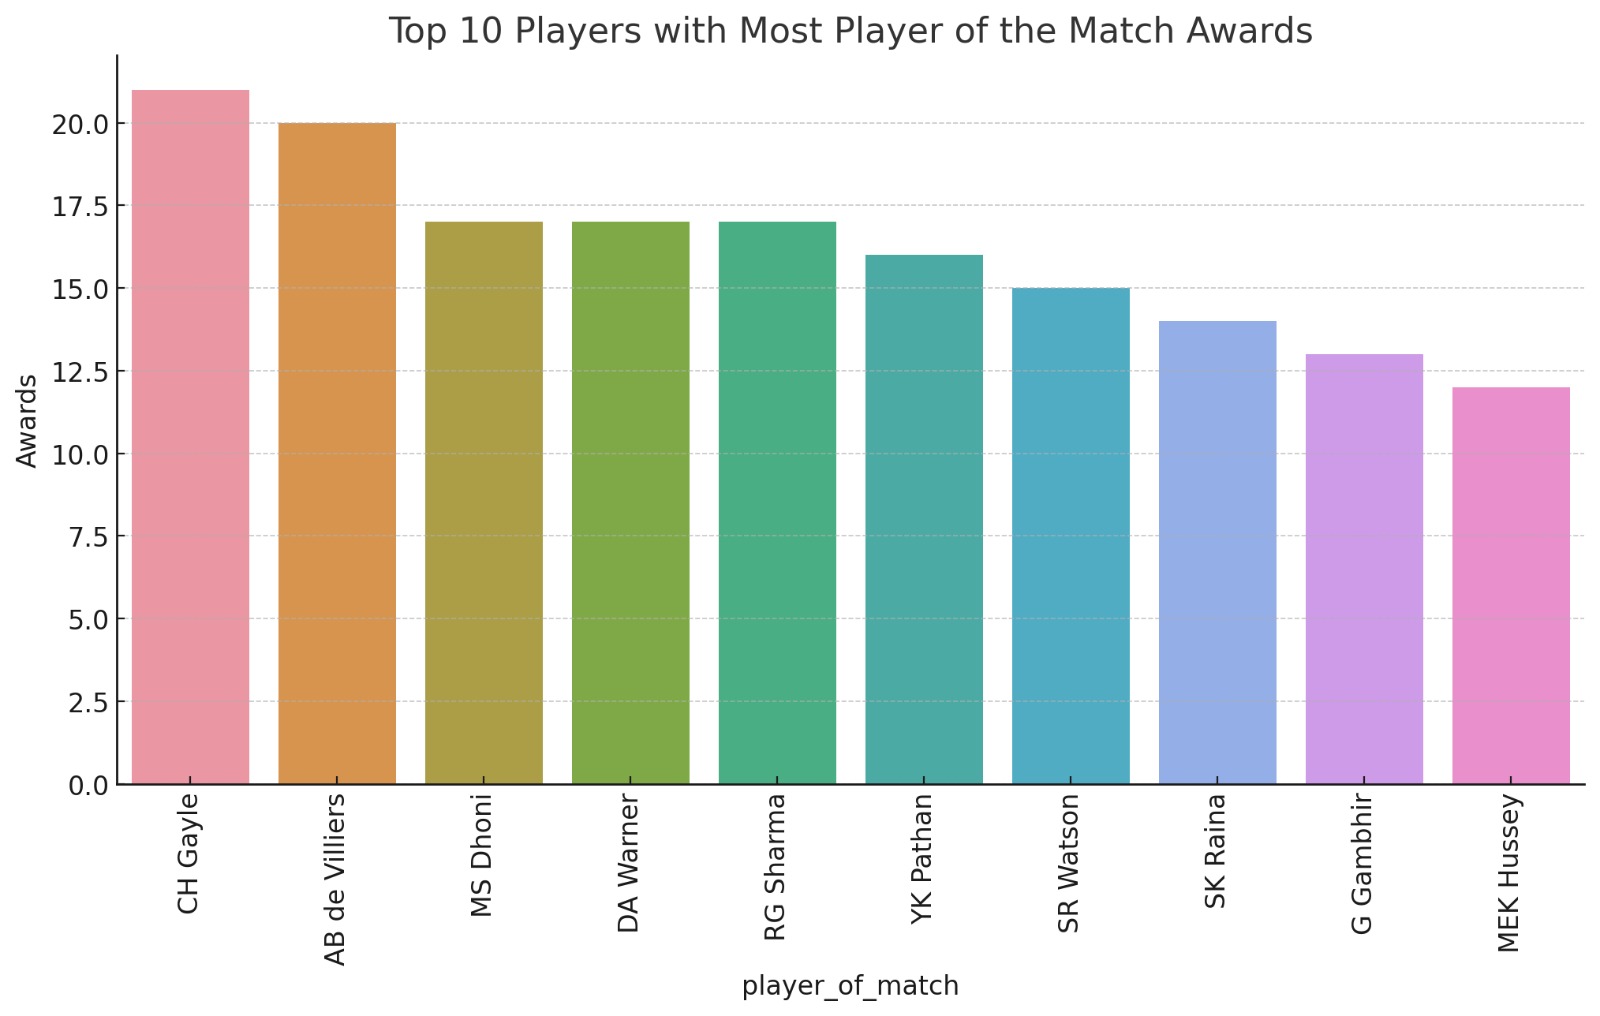 Top 10 Players with Most Player of the Match Awards
20.0
17.5
15.0
12.5
10.0
7.5
5.0
2.5
0.0
Awards
CH Gayle
AB de Villiers
MS Dhoni
DA Warner
RG Sharma
YK Pathan
SR Watson
SK Raina
G Gambhir
MEK Hussey
player_of_match